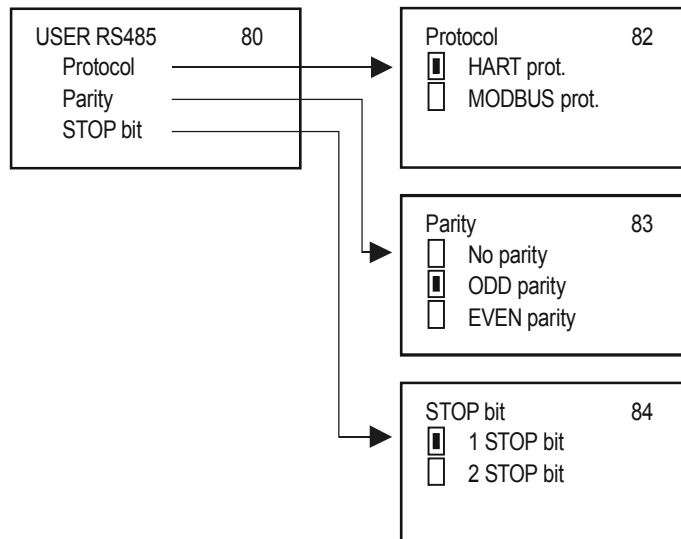 USER RS485 80
Protocol
Parity
STOP bit
Protocol 82
HART prot.
MODBUS prot.
Parity 83
No parity
ODD parity
EVEN parity
STOP bit 84
1 STOP bit
2 STOP bit